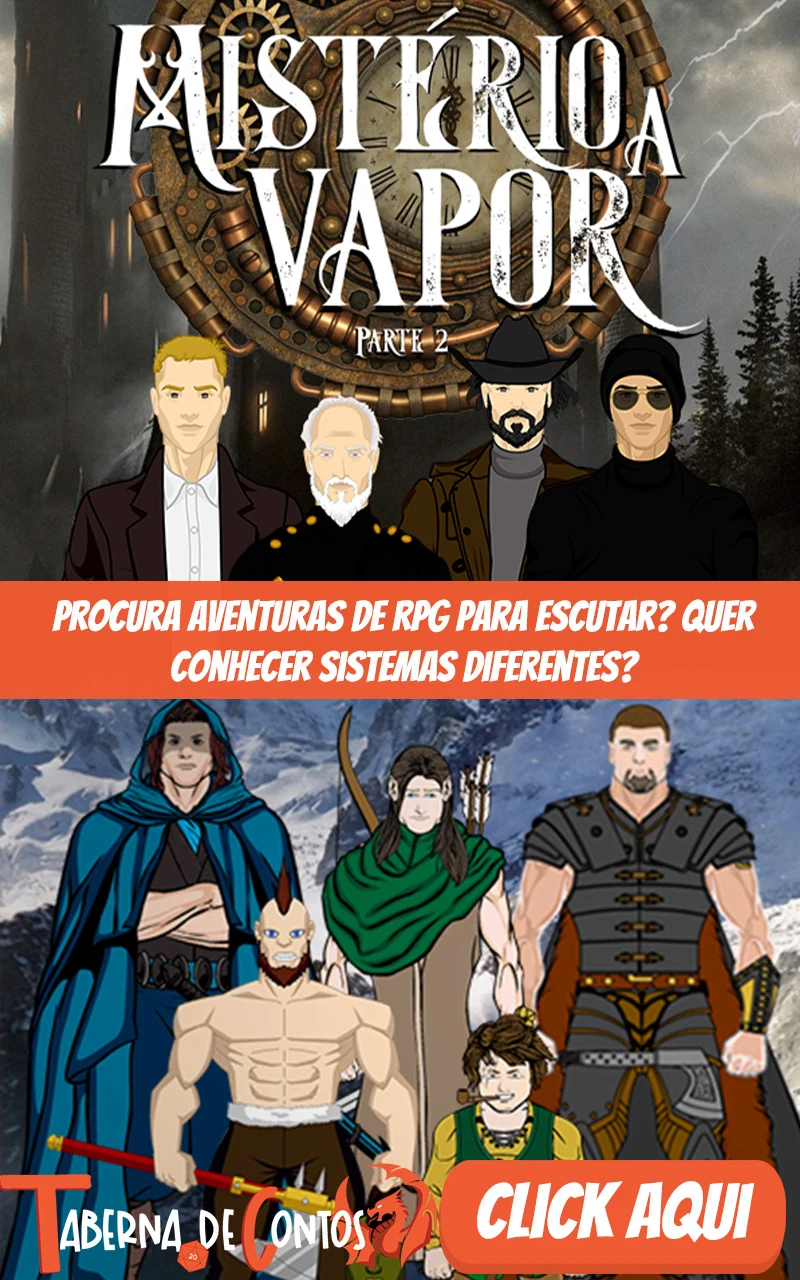 MISTÉRIO A
VAPOR
PARTE 2
PROCURA AVENTURAS DE RPG PARA ESCUTAR? QUER
CONHECER SISTEMAS DIFERENTES?
TABERNA DE CONTOS
20
CLICK AQUI